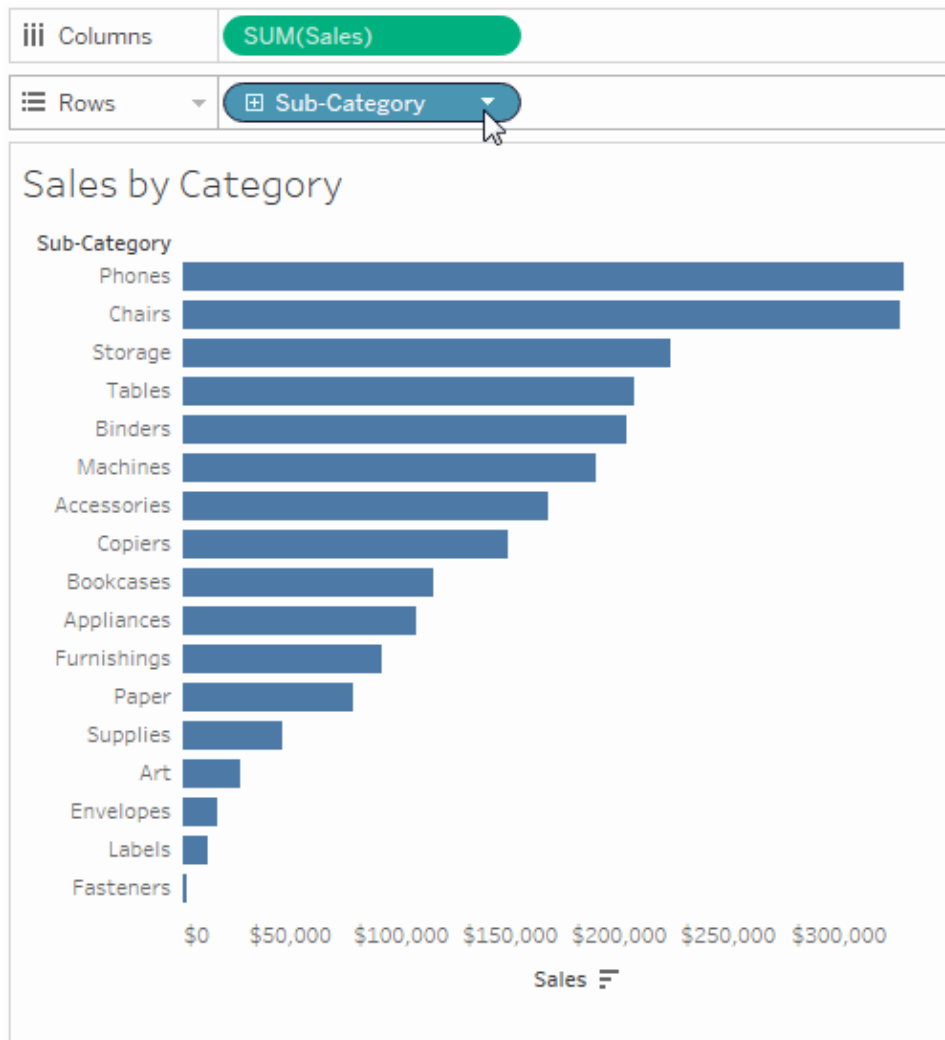 Columns SUM(Sales)
Rows Sub-Category
Sales by Category
Sub-Category
Phones
Chairs
Storage
Tables
Binders
Machines
Accessories
Copiers
Bookcases
Appliances
Furnishings
Paper
Supplies
Art
Envelopes
Labels
Fasteners
$0 $50,000 $100,000 $150,000 $200,000 $250,000 $300,000
Sales